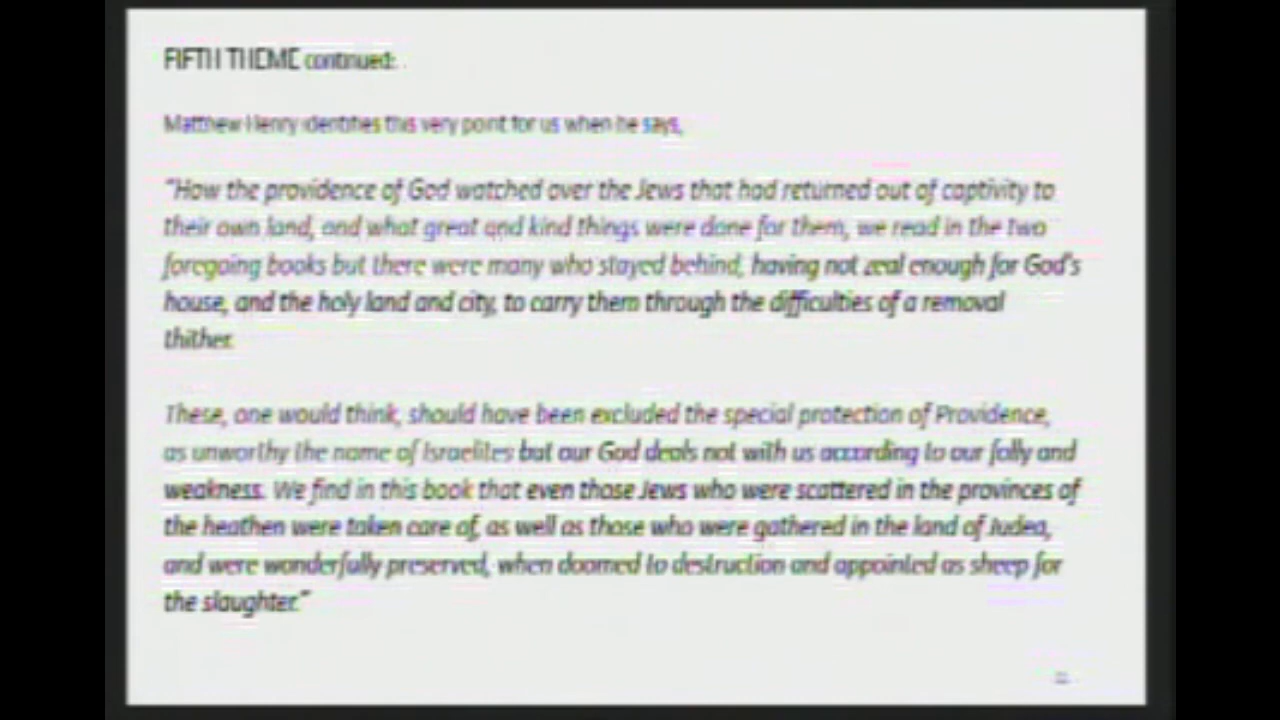 FIFTH THEME continued:
Matthew Henry identifies this very point for us when he says,
"How the providence of God watched over the Jews that had returned out of captivity to
their own land, and what great and kind things were done for them, we read in the two
foregoing books but there were many who stayed behind, having not zeal enough for God's
house, and the holy land and city, to carry them through the difficulties of a removal
thither.
These, one would think, should have been excluded the special protection of Providence,
as unworthy the name of Israelites but our God deals not with us according to our folly and
weakness. We find in this book that even those Jews who were scattered in the provinces of
the heathen were taken care of, as well as those who were gathered in the land of Judea,
and were wonderfully preserved, when doomed to destruction and appointed as sheep for
the slaughter."